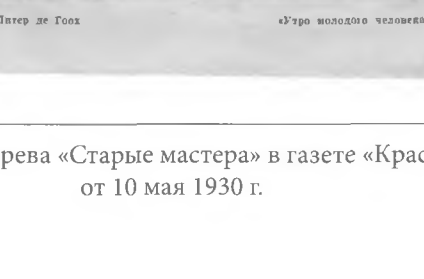 Питер де Гоох «Утро молодого человека
рева «Старые мастера» в газете «Крас
от 10 мая 1930 г.